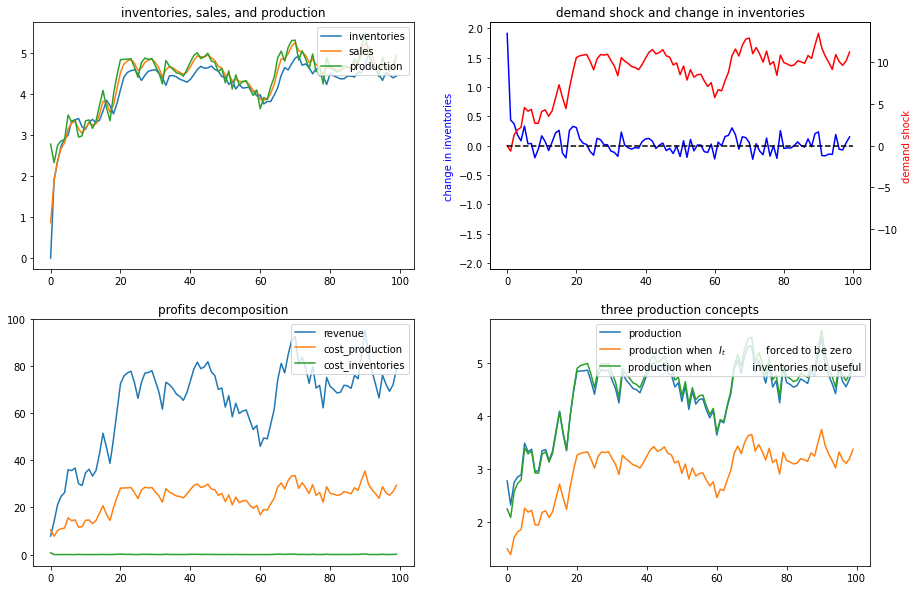 inventories, sales, and production
inventories
sales
production
5
4
3
2
1
0
0 20 40 60 80 100
demand shock and change in inventories
change in inventories
2.0
1.5
1.0
0.5
0.0
−0.5
−1.0
−1.5
−2.0
10
5
0
−5
−10
demand shock
0 20 40 60 80 100
profits decomposition
revenue
cost_production
cost_inventories
100
80
60
40
20
0
0 20 40 60 80 100
three production concepts
production
production when I_t forced to be zero
production when inventories not useful
5
4
3
2
0 20 40 60 80 100